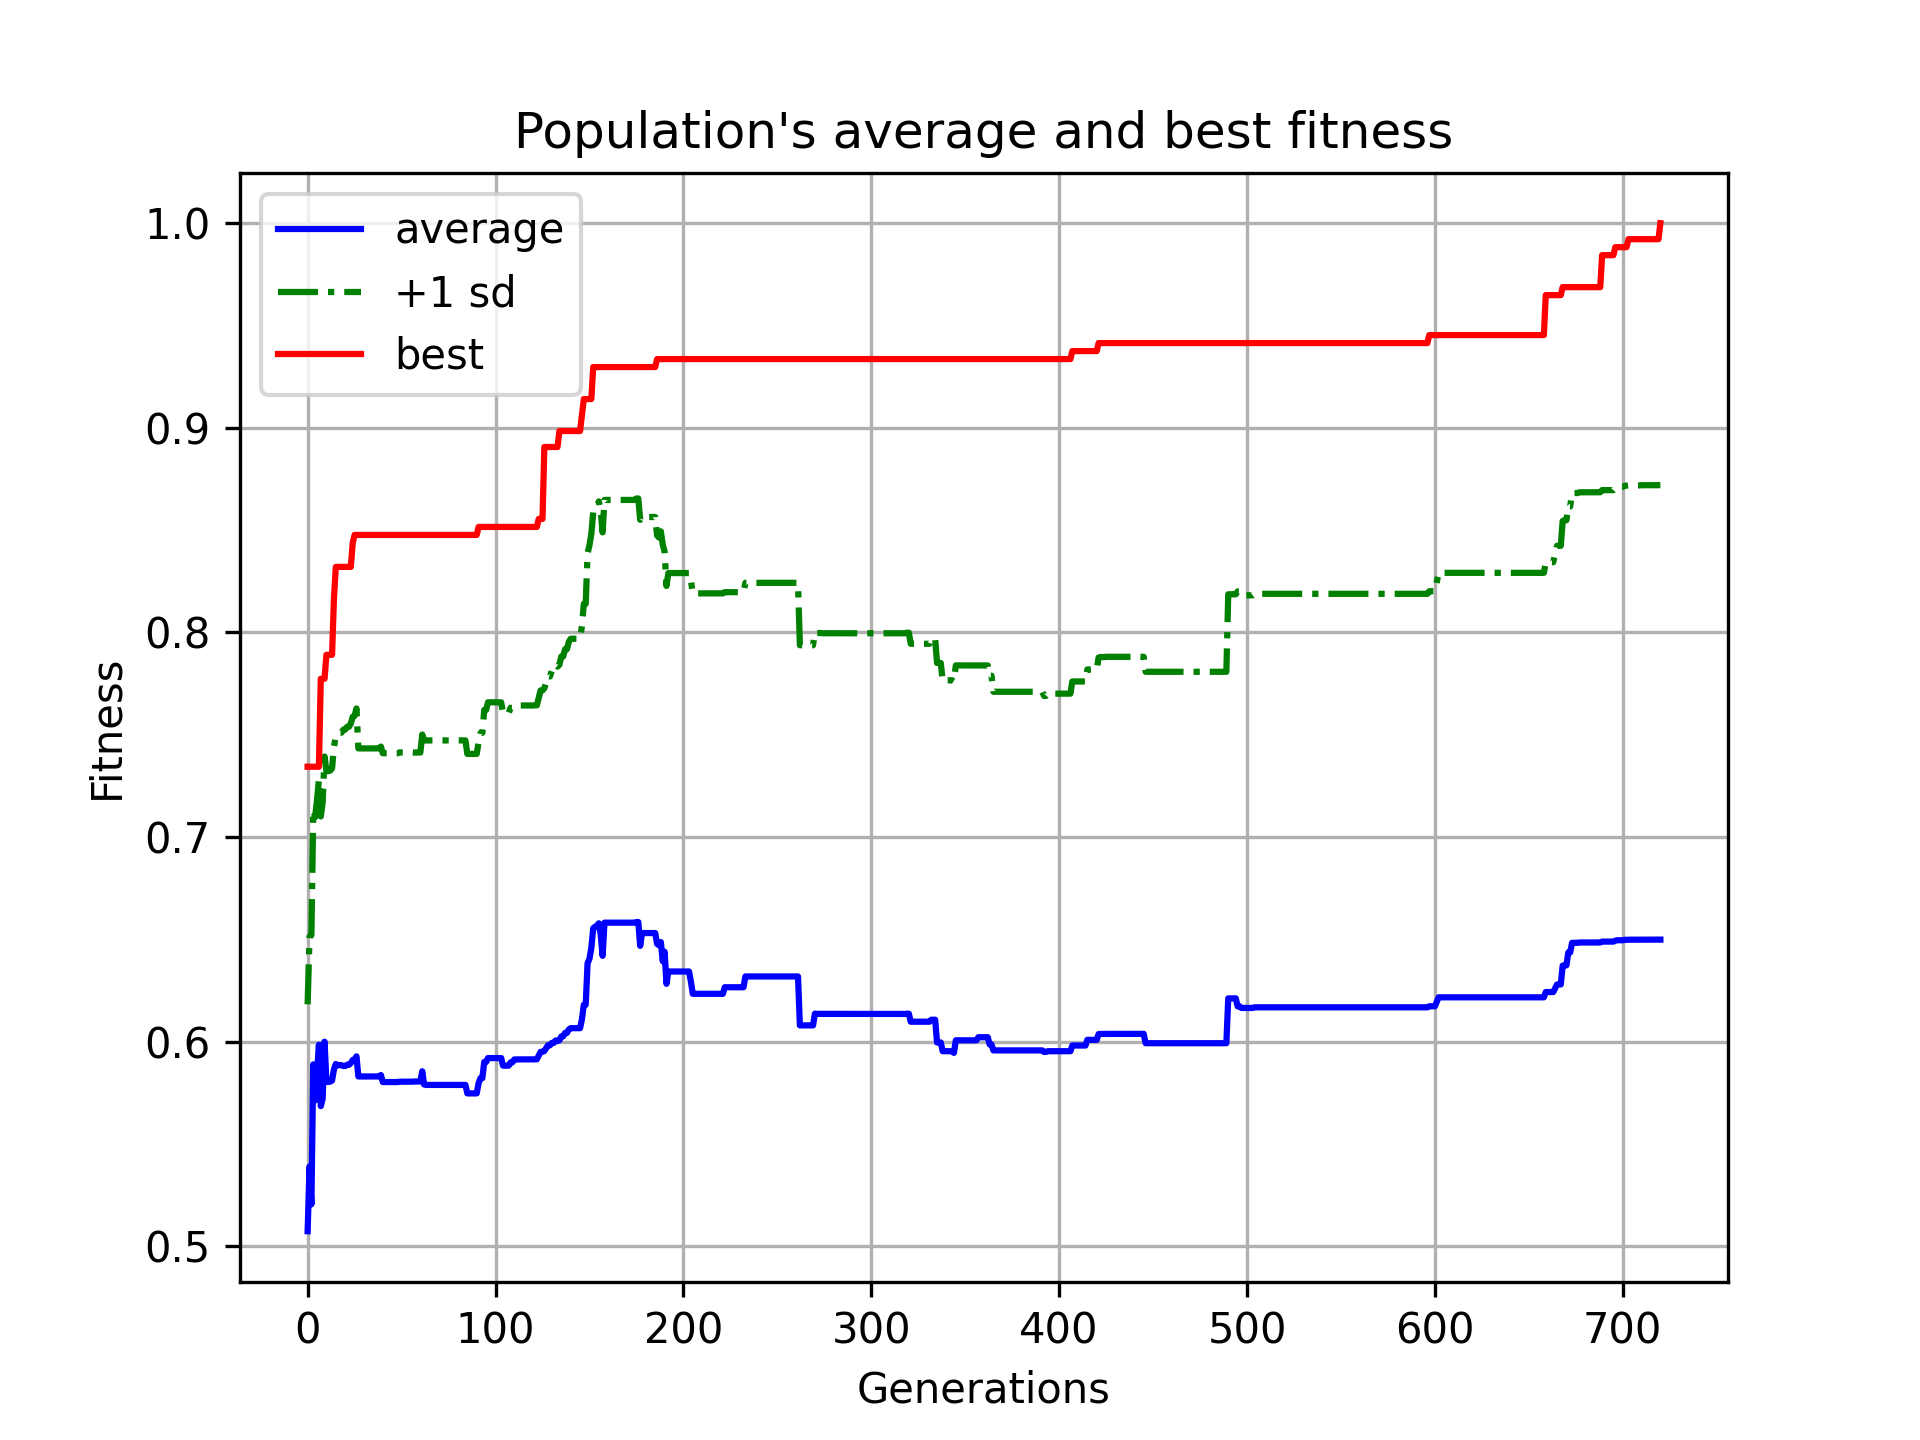 Population's average and best fitness
average
+1 sd
best
1.0
0.9
0.8
0.7
0.6
0.5
Fitness
0 100 200 300 400 500 600 700
Generations